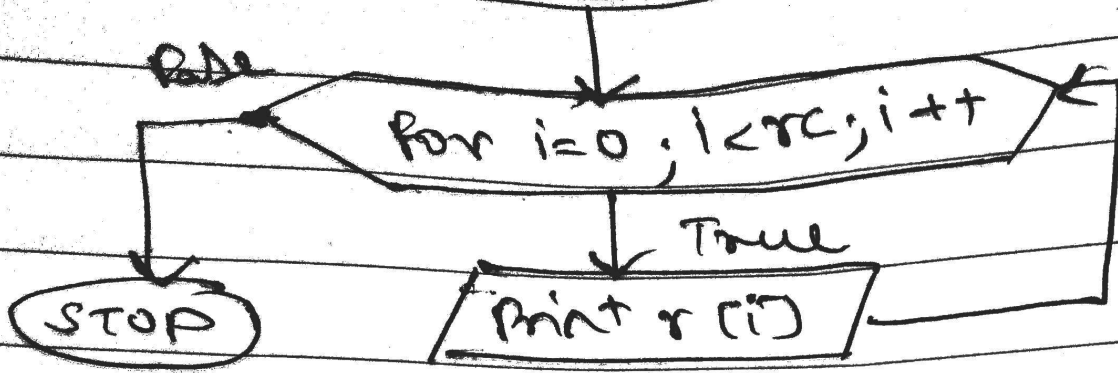 False
for i=0; i<rc; i++
True
Print r[i]
STOP